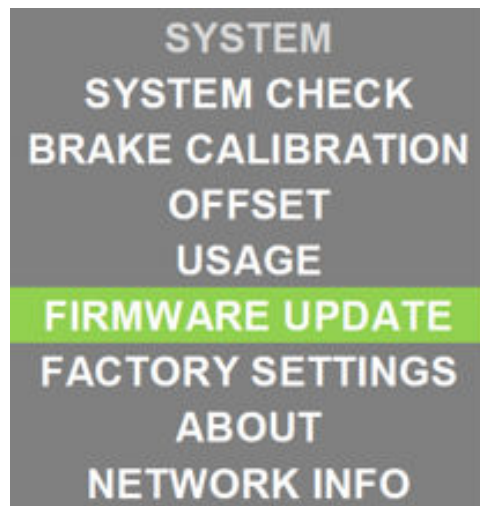 SYSTEM
SYSTEM CHECK
BRAKE CALIBRATION
OFFSET
USAGE
FIRMWARE UPDATE
FACTORY SETTINGS
ABOUT
NETWORK INFO